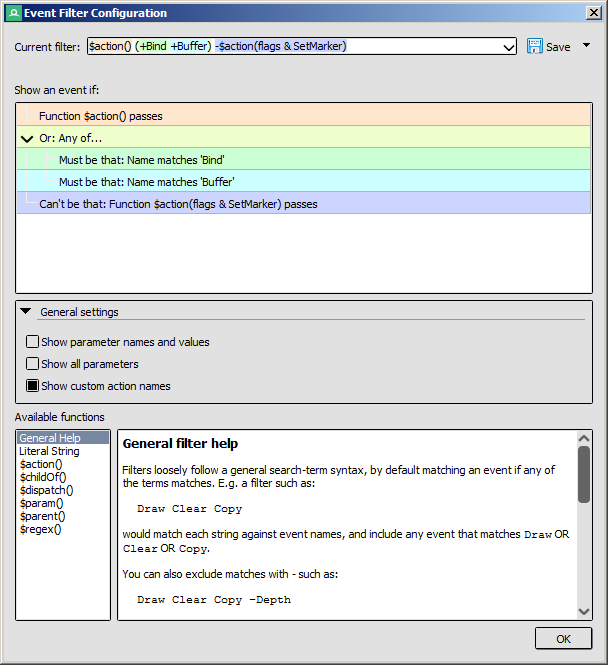 Event Filter Configuration
Current filter: $action() (+Bind +Buffer) -$action(flags & SetMarker) Save
Show an event if:
Function $action() passes
Or: Any of...
Must be that: Name matches 'Bind'
Must be that: Name matches 'Buffer'
Can't be that: Function $action(flags & SetMarker) passes
General settings
Show parameter names and values
Show all parameters
Show custom action names
Available functions
General Help
Literal String
$action()
$childOf()
$dispatch()
$param()
$parent()
$regex()
General filter help
Filters loosely follow a general search-term syntax, by default matching an event if any of
the terms matches. E.g. a filter such as:
Draw Clear Copy
would match each string against event names, and include any event that matches Draw OR
Clear OR Copy.
You can also exclude matches with - such as:
Draw Clear Copy -Depth
OK